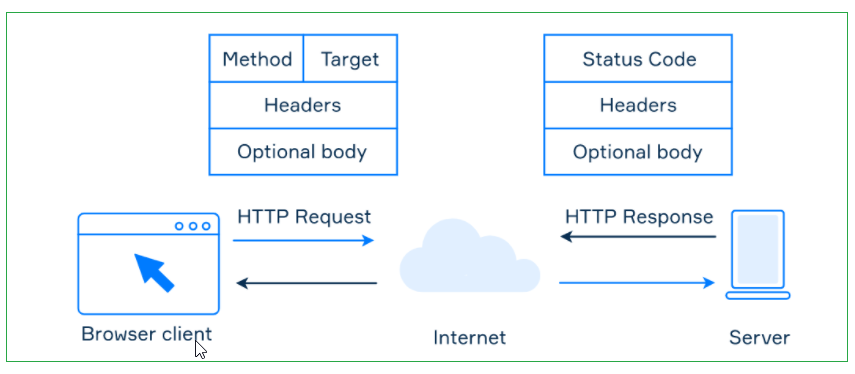 Method Target Status Code
Headers Headers
Optional body Optional body
HTTP Request HTTP Response
Browser client Internet Server